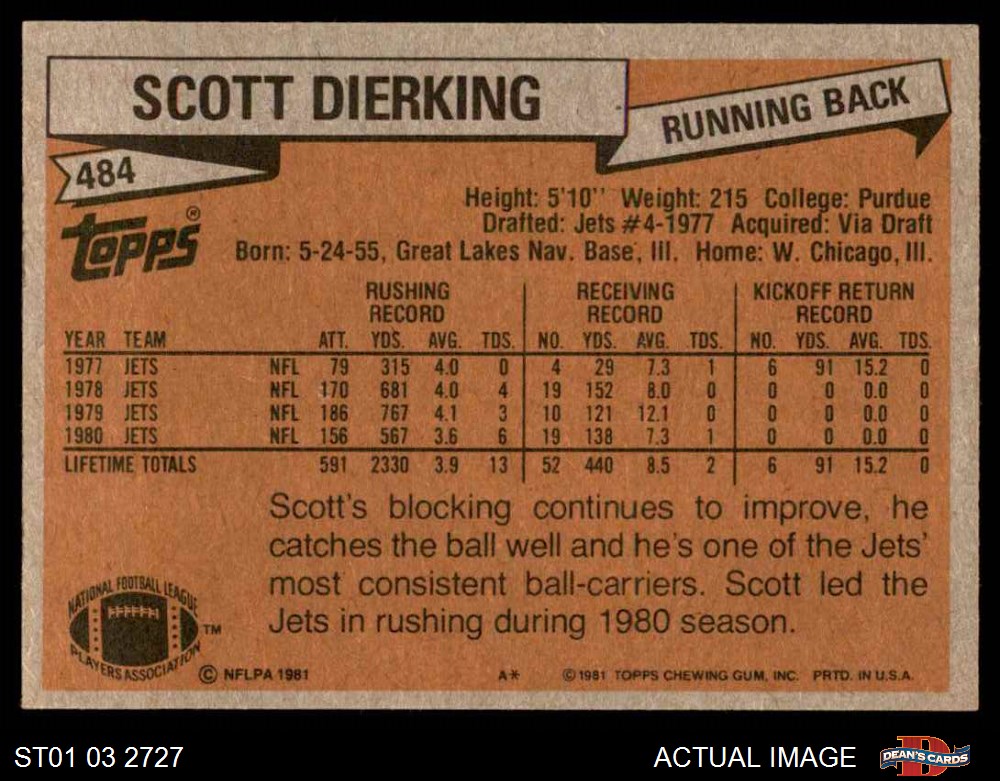 SCOTT DIERKING
RUNNING BACK
484
TOPPS®
Height: 5'10'' Weight: 215 College: Purdue
Drafted: Jets #4-1977 Acquired: Via Draft
Born: 5-24-55, Great Lakes Nav. Base, Ill. Home: W. Chicago, Ill.
RUSHING RECORD RECEIVING RECORD KICKOFF RETURN RECORD
YEAR TEAM ATT. YDS. AVG. TDS. NO. YDS. AVG. TDS. NO. YDS. AVG. TDS.
1977 JETS NFL 79 315 4.0 0 4 29 7.3 1 6 91 15.2 0
1978 JETS NFL 170 681 4.0 4 19 152 8.0 0 0 0 0.0 0
1979 JETS NFL 186 767 4.1 3 10 121 12.1 0 0 0 0.0 0
1980 JETS NFL 156 567 3.6 6 19 138 7.3 1 0 0 0.0 0
LIFETIME TOTALS 591 2330 3.9 13 52 440 8.5 2 6 91 15.2 0
Scott's blocking continues to improve, he
catches the ball well and he's one of the Jets'
most consistent ball-carriers. Scott led the
Jets in rushing during 1980 season.
NATIONAL FOOTBALL LEAGUE
PLAYERS ASSOCIATION
TM
© NFLPA 1981 A* ©1981 TOPPS CHEWING GUM, INC. PRTD. IN U.S.A.
ST01 03 2727 ACTUAL IMAGE DEAN'S CARDS